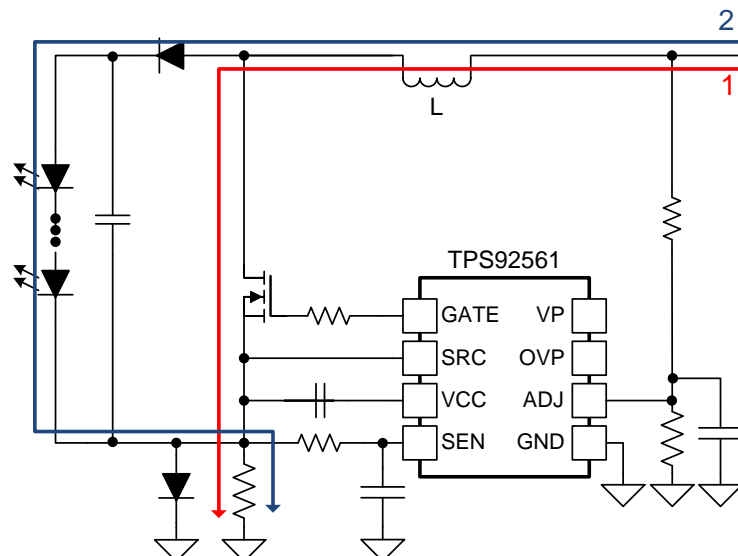 2
1
L
TPS92561
GATE VP
SRC OVP
VCC ADJ
SEN GND